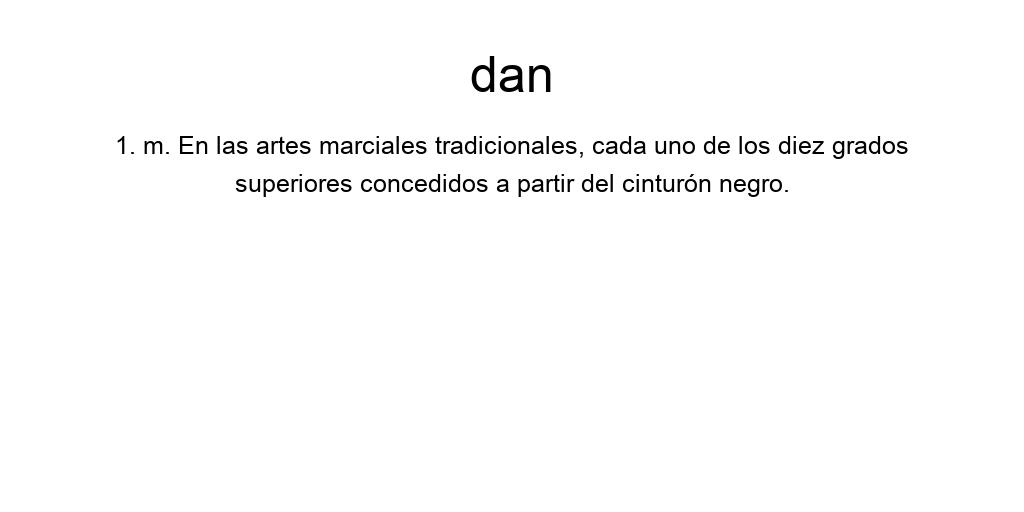 dan
1. m. En las artes marciales tradicionales, cada uno de los diez grados
superiores concedidos a partir del cinturón negro.